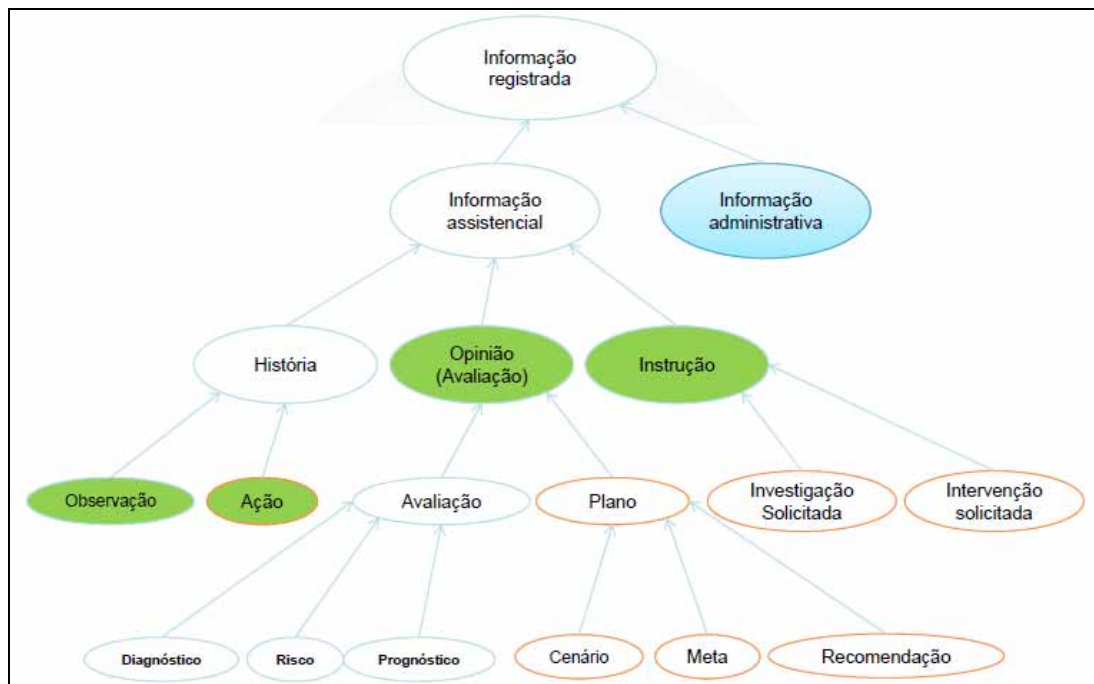 Informação
registrada
Informação
assistencial
Informação
administrativa
História
Opinião
(Avaliação)
Instrução
Observação
Ação
Avaliação
Plano
Investigação
Solicitada
Intervenção
solicitada
Diagnóstico
Risco
Prognóstico
Cenário
Meta
Recomendação